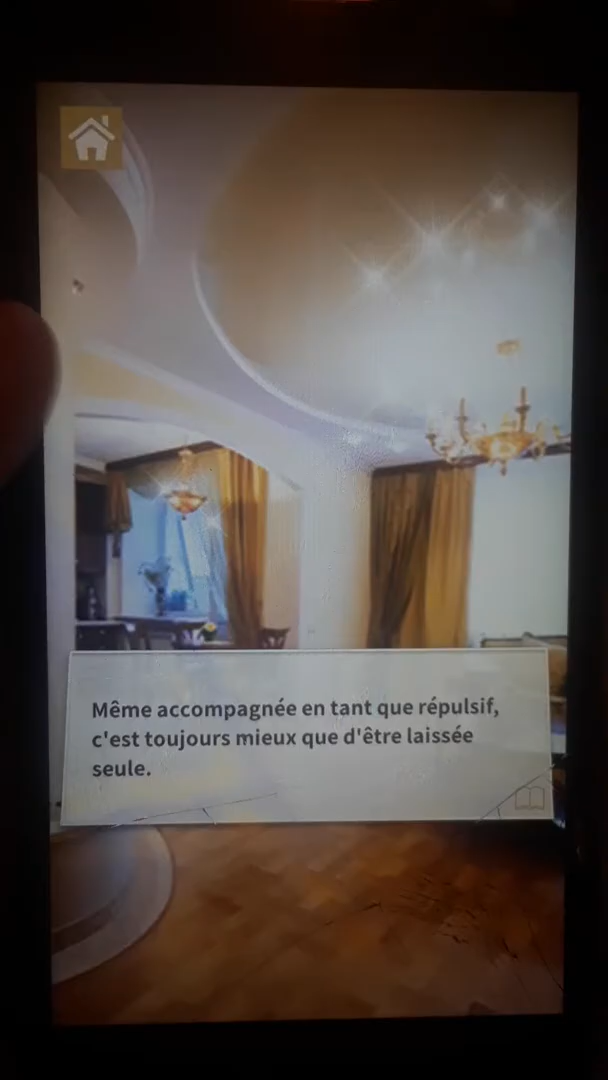 Même accompagnée en tant que répulsif,
c'est toujours mieux que d'être laissée
seule.